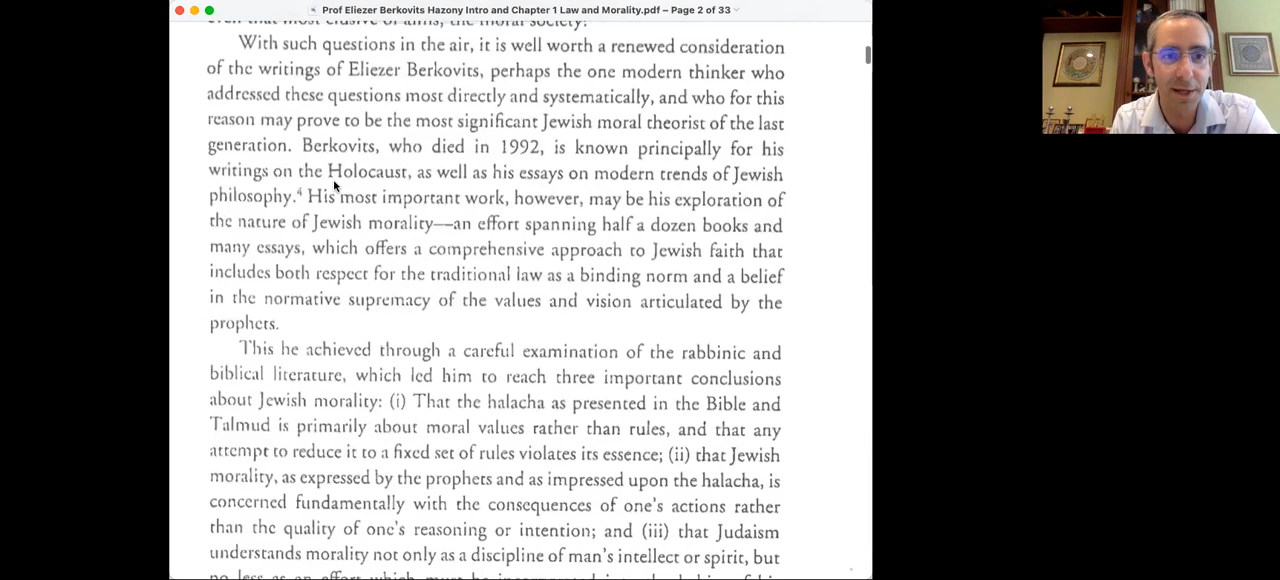 Prof Eliezer Berkovits Hazony Intro and Chapter 1 Law and Morality.pdf – Page 2 of 33
even that most elusive of aims, the moral society?
With such questions in the air, it is well worth a renewed consideration
of the writings of Eliezer Berkovits, perhaps the one modern thinker who
addressed these questions most directly and systematically, and who for this
reason may prove to be the most significant Jewish moral theorist of the last
generation. Berkovits, who died in 1992, is known principally for his
writings on the Holocaust, as well as his essays on modern trends of Jewish
philosophy.⁴ His most important work, however, may be his exploration of
the nature of Jewish morality—an effort spanning half a dozen books and
many essays, which offers a comprehensive approach to Jewish faith that
includes both respect for the traditional law as a binding norm and a belief
in the normative supremacy of the values and vision articulated by the
prophets.
This he achieved through a careful examination of the rabbinic and
biblical literature, which led him to reach three important conclusions
about Jewish morality: (i) That the halacha as presented in the Bible and
Talmud is primarily about moral values rather than rules, and that any
attempt to reduce it to a fixed set of rules violates its essence; (ii) that Jewish
morality, as expressed by the prophets and as impressed upon the halacha, is
concerned fundamentally with the consequences of one's actions rather
than the quality of one's reasoning or intention; and (iii) that Judaism
understands morality not only as a discipline of man's intellect or spirit, but